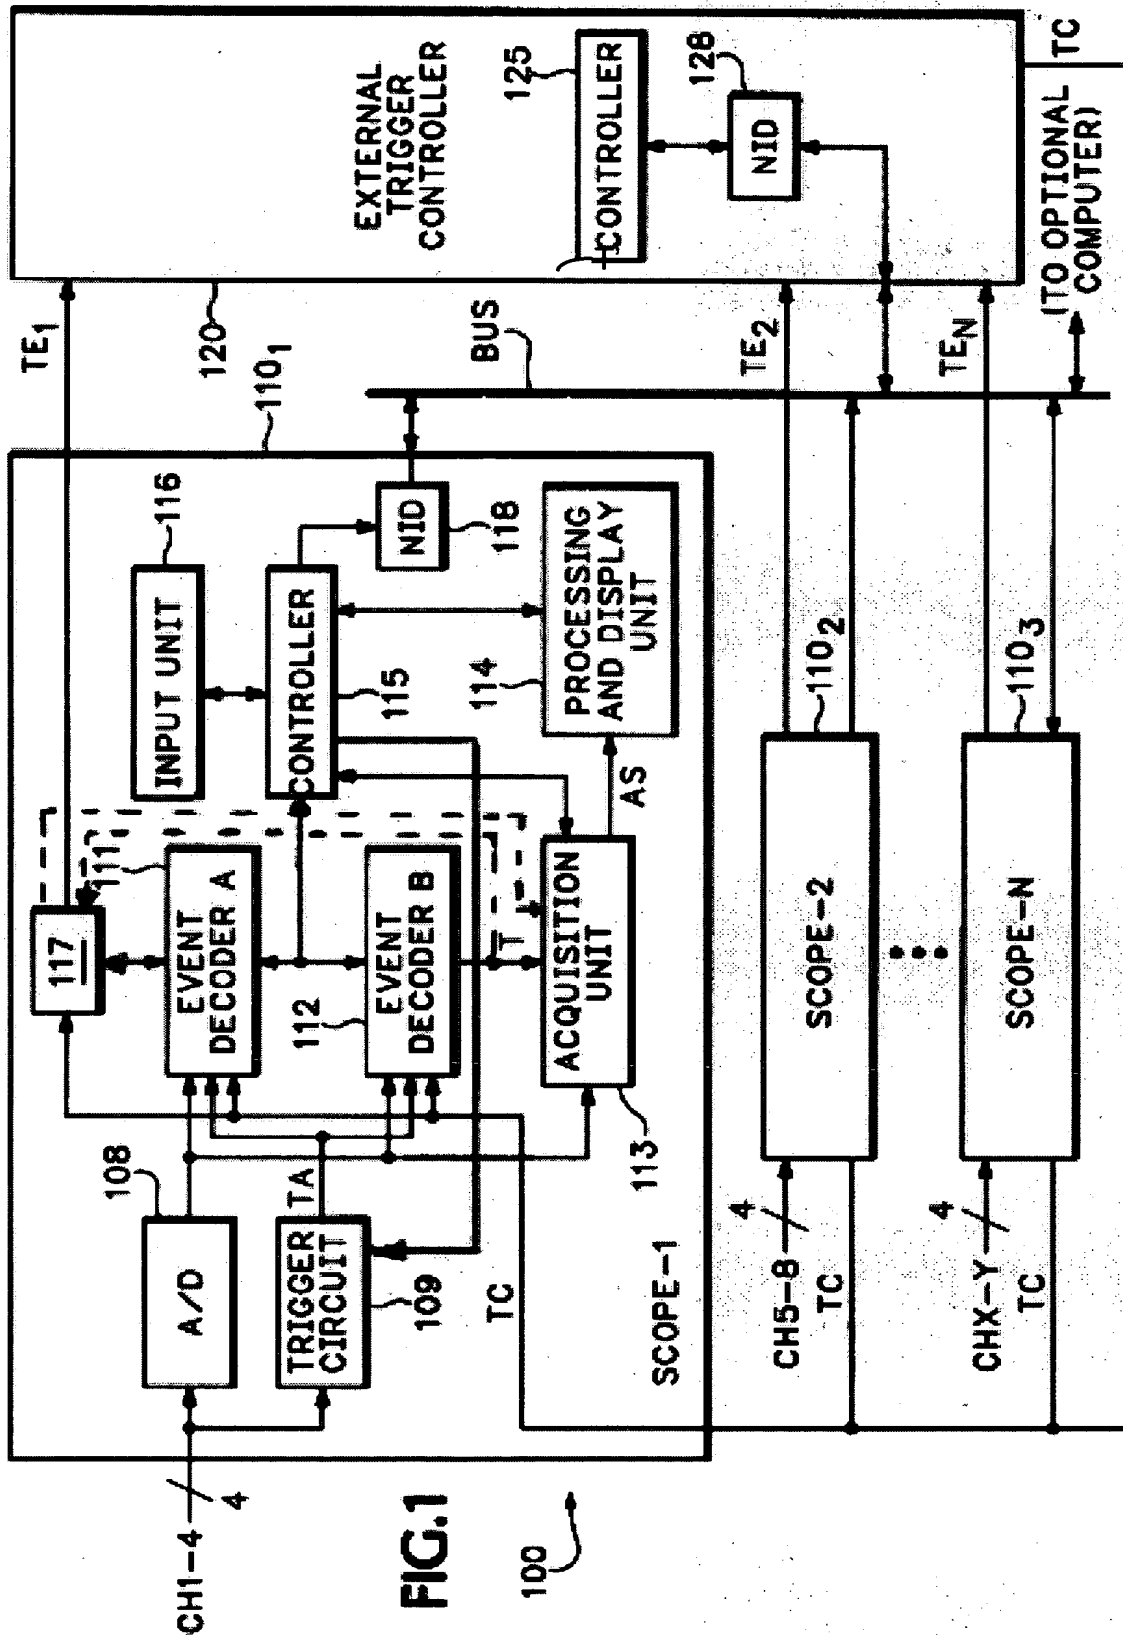 CH1-4
4
A/D
108
TRIGGER
CIRCUIT
109
TA
TC
117
111
EVENT
DECODER A
112
EVENT
DECODER B
T
ACQUISITION
UNIT
113
AS
INPUT UNIT
116
CONTROLLER
115
NID
118
PROCESSING
AND DISPLAY
UNIT
114
SCOPE-1
110₁
TE₁
120
BUS
EXTERNAL
TRIGGER
CONTROLLER
125
CONTROLLER
128
NID
TC
(TO OPTIONAL
COMPUTER)
TE₂
TE_N
CH5-8
4
TC
SCOPE-2
110₂
CHX-Y
4
TC
SCOPE-N
110₃
FIG.1
100